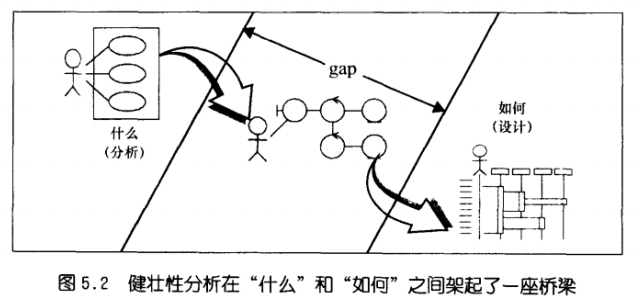 gap
什么
(分析)
如何
(设计)
图 5.2 健壮性分析在“什么”和“如何”之间架起了一座桥梁